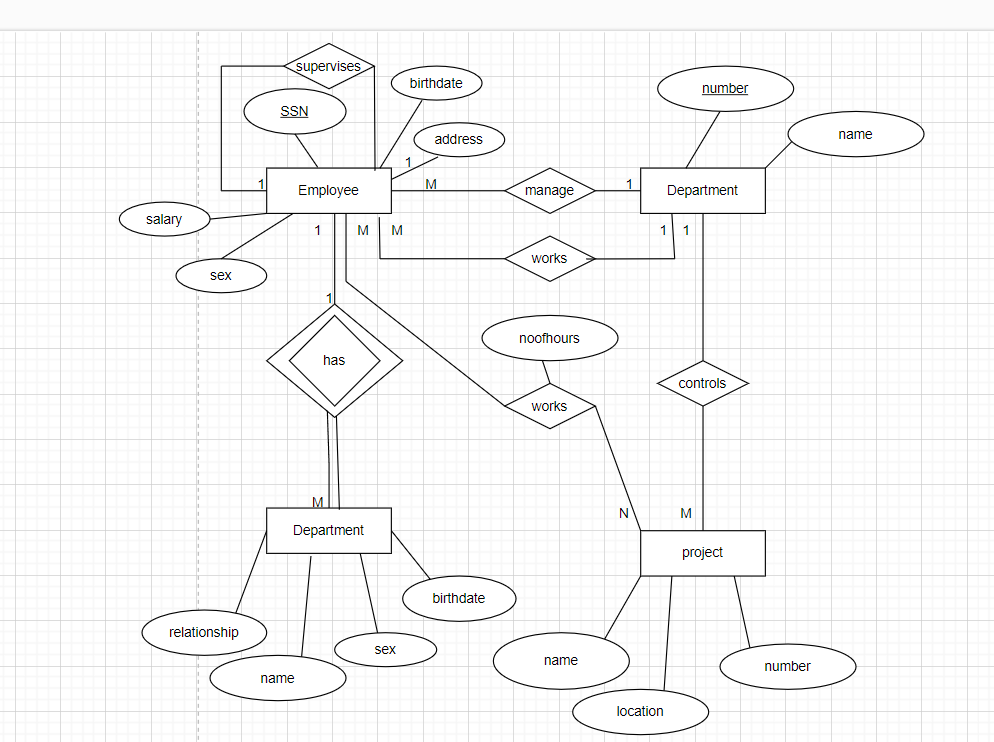 supervises
birthdate
number
SSN
name
address
1
1
M
1
Employee
manage
Department
salary
1
M
M
1
1
works
sex
1
noofhours
has
controls
works
M
N
M
Department
project
birthdate
relationship
sex
name
name
number
location